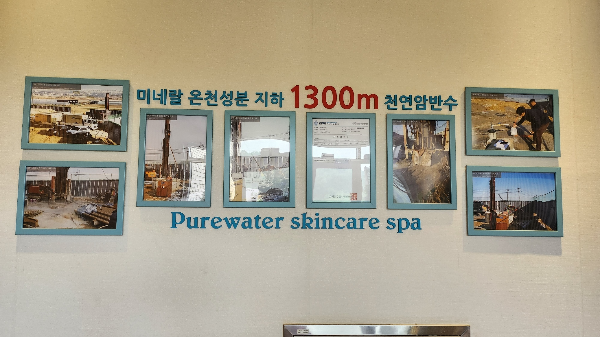 미네랄 온천성분 지하 1300m 천연암반수
Purewater skincare spa